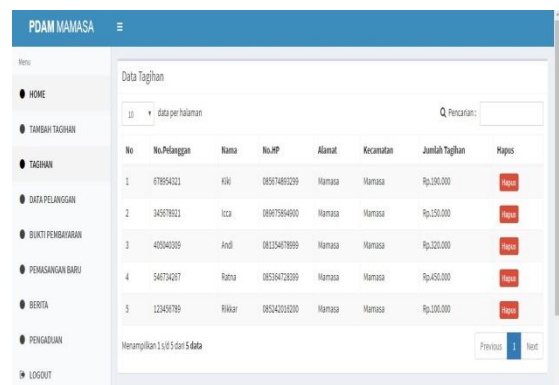 PDAM MAMASA
Menu
HOME
TAMBAH TAGIHAN
TAGIHAN
DATA PELANGGAN
BUKTI PEMBAYARAN
PEMASANGAN BARU
BERITA
PENGADUAN
LOGOUT
Data Tagihan
10 data per halaman
Pencarian :
No No.Pelanggan Nama No.HP Alamat Kecamatan Jumlah Tagihan Hapus
1 678954321 Kiki 085674893299 Mamasa Mamasa Rp.190.000 Hapus
2 345678921 Icca 089675894900 Mamasa Mamasa Rp.150.000 Hapus
3 405040309 Andi 081354678999 Mamasa Mamasa Rp.320.000 Hapus
4 546734267 Ratna 085364728399 Mamasa Mamasa Rp.450.000 Hapus
5 123456789 Rikkar 085242016200 Mamasa Mamasa Rp.100.000 Hapus
Menampilkan 1 s/d 5 dari 5 data
Previous 1 Next